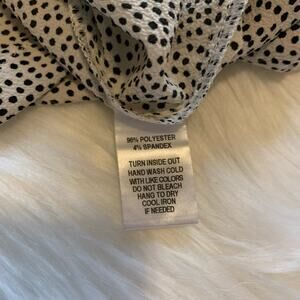 96% POLYESTER
4% SPANDEX
TURN INSIDE OUT
HAND WASH COLD
WITH LIKE COLORS
DO NOT BLEACH
HANG TO DRY
COOL IRON
IF NEEDED